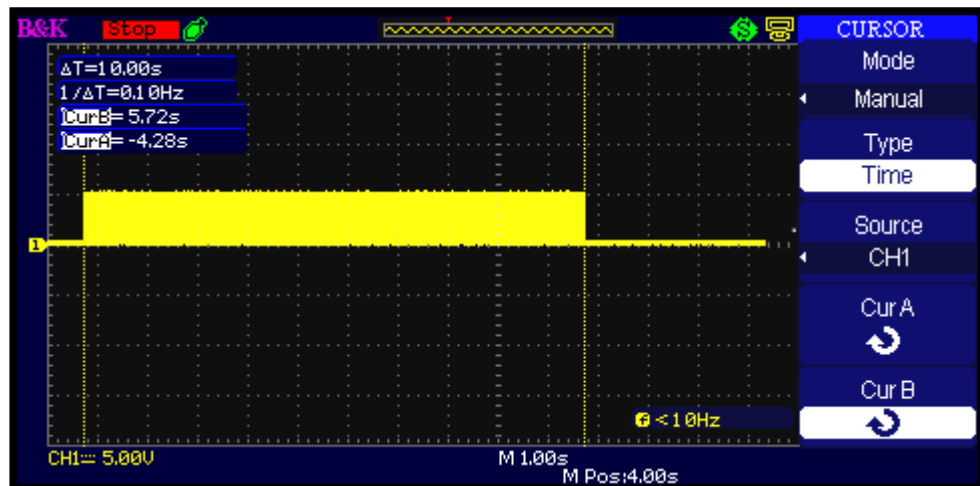 B&K Stop S CURSOR
Mode
Manual
Type
Time
Source
CH1
Cur A
Cur B
ΔT=10.00s
1/ΔT=0.10Hz
CurB= 5.72s
CurA= -4.28s
1
f <10Hz
CH1 5.00V M 1.00s
M Pos:4.00s